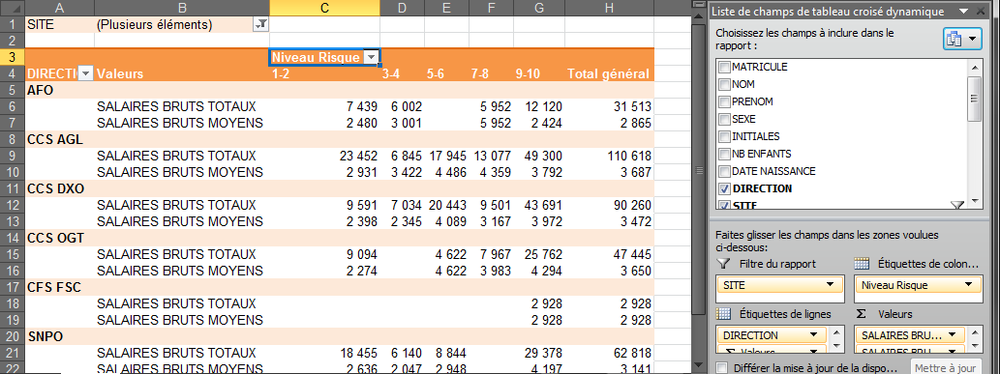 A B C D E F G H
1 SITE (Plusieurs éléments)
2
3 Niveau Risque
4 DIRECTI Valeurs 1-2 3-4 5-6 7-8 9-10 Total général
5 AFO
6 SALAIRES BRUTS TOTAUX 7 439 6 002 5 952 12 120 31 513
7 SALAIRES BRUTS MOYENS 2 480 3 001 5 952 2 424 2 865
8 CCS AGL
9 SALAIRES BRUTS TOTAUX 23 452 6 845 17 945 13 077 49 300 110 618
10 SALAIRES BRUTS MOYENS 2 931 3 422 4 486 4 359 3 792 3 687
11 CCS DXO
12 SALAIRES BRUTS TOTAUX 9 591 7 034 20 443 9 501 43 691 90 260
13 SALAIRES BRUTS MOYENS 2 398 2 345 4 089 3 167 3 972 3 472
14 CCS OGT
15 SALAIRES BRUTS TOTAUX 9 094 4 622 7 967 25 762 47 445
16 SALAIRES BRUTS MOYENS 2 274 4 622 3 983 4 294 3 650
17 CFS FSC
18 SALAIRES BRUTS TOTAUX 2 928 2 928
19 SALAIRES BRUTS MOYENS 2 928 2 928
20 SNPO
21 SALAIRES BRUTS TOTAUX 18 455 6 140 8 844 29 378 62 818
22 SALAIRES BRUTS MOYENS 2 636 2 047 2 948 4 197 3 141
Liste de champs de tableau croisé dynamique
Choisissez les champs à inclure dans le
rapport :
MATRICULE
NOM
PRENOM
SEXE
INITIALES
NB ENFANTS
DATE NAISSANCE
DIRECTION
SITE
Faites glisser les champs dans les zones voulues
ci-dessous:
Filtre du rapport Étiquettes de colon...
SITE Niveau Risque
Étiquettes de lignes Σ Valeurs
DIRECTION SALAIRES BRU...
Σ Valeurs SALAIRES BRU...
Différer la mise à jour de la dispo... Mettre à jour